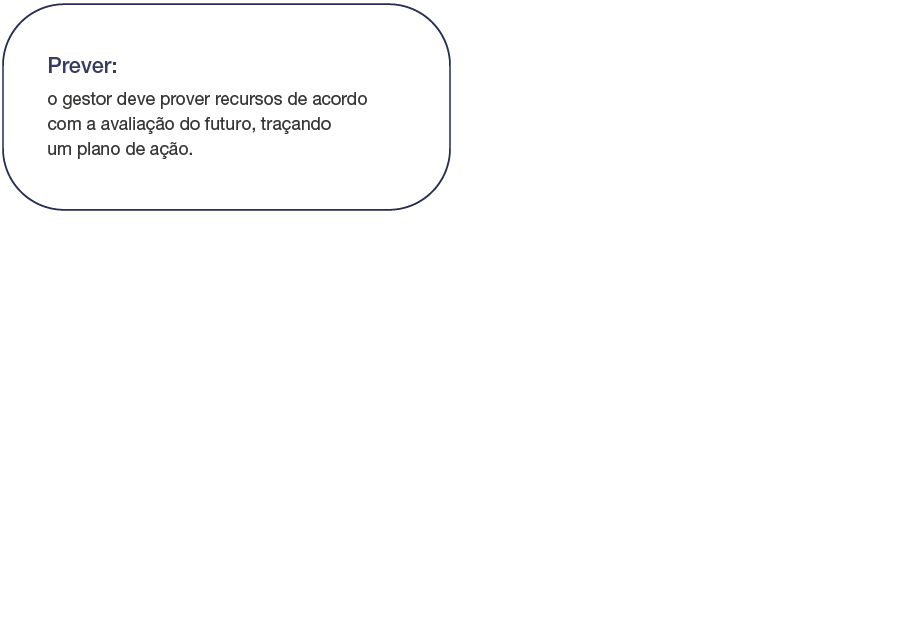 Prever:
o gestor deve prover recursos de acordo
com a avaliação do futuro, traçando
um plano de ação.